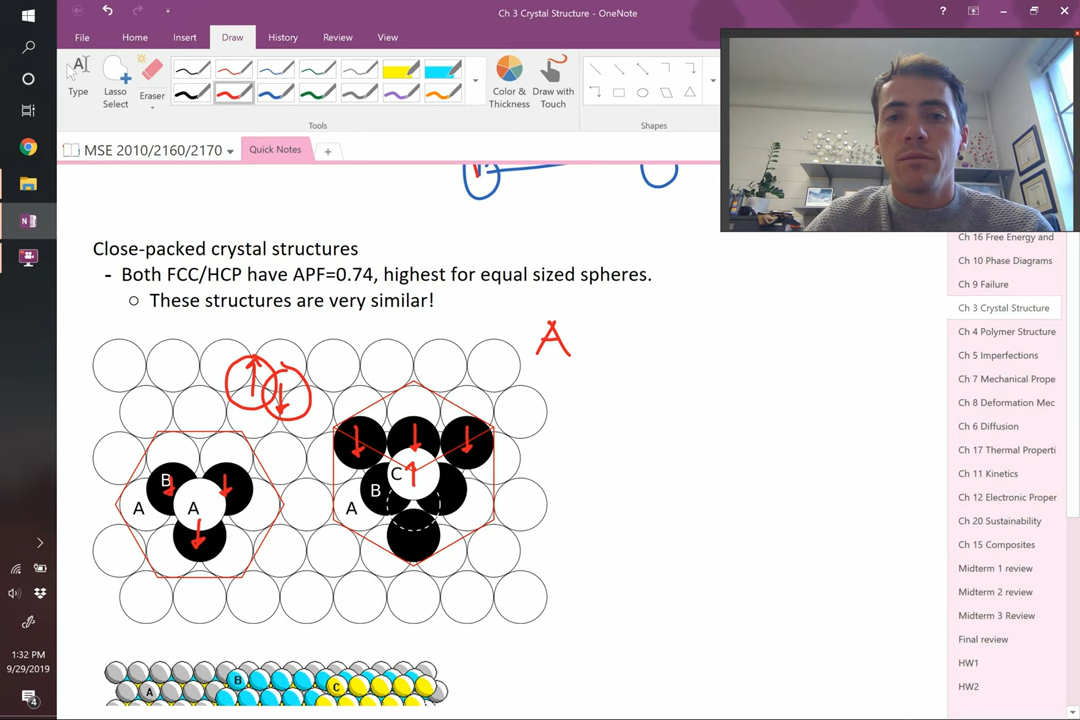 Ch 3 Crystal Structure - OneNote
?
File
Home
Insert
Draw
History
Review
View
Type
Lasso
Select
Eraser
Color &
Thickness
Draw with
Touch
Tools
Shapes
MSE 2010/2160/2170
Quick Notes
+
Close-packed crystal structures
- Both FCC/HCP have APF=0.74, highest for equal sized spheres.
o These structures are very similar!
A
B
A
A
C
B
A
A
B
C
Ch 16 Free Energy and
Ch 10 Phase Diagrams
Ch 9 Failure
Ch 3 Crystal Structure
Ch 4 Polymer Structure
Ch 5 Imperfections
Ch 7 Mechanical Prope
Ch 8 Deformation Mec
Ch 6 Diffusion
Ch 17 Thermal Properti
Ch 11 Kinetics
Ch 12 Electronic Proper
Ch 20 Sustainability
Ch 15 Composites
Midterm 1 review
Midterm 2 review
Midterm 3 Review
Final review
HW1
HW2
1:32 PM
9/29/2019
4